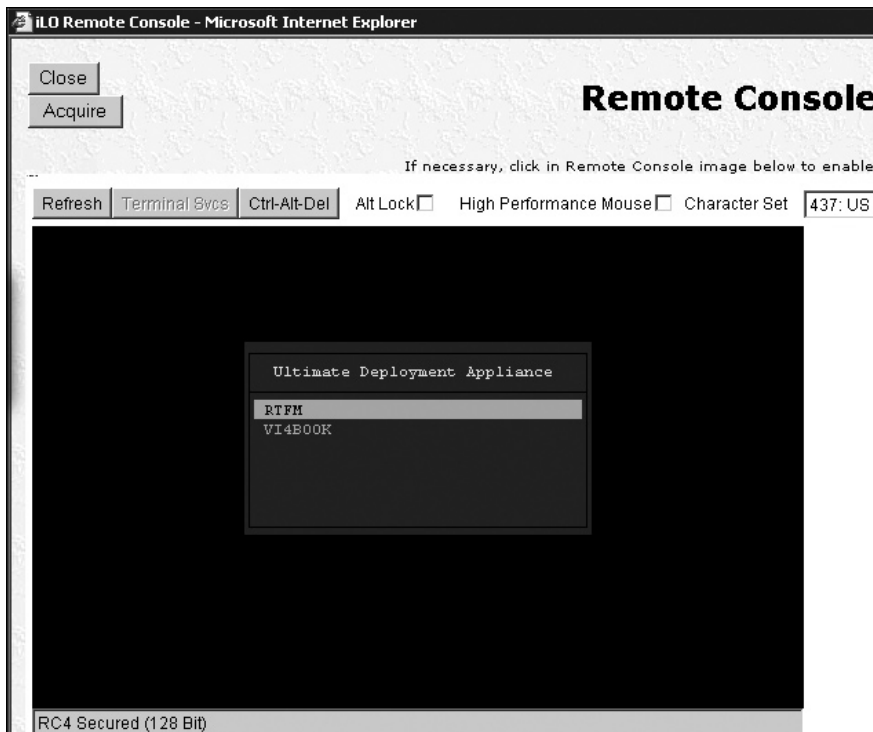 iLO Remote Console - Microsoft Internet Explorer
Close
Acquire
Remote Console
If necessary, click in Remote Console image below to enable
Refresh Terminal Svcs Ctrl-Alt-Del Alt Lock High Performance Mouse Character Set 437: US
Ultimate Deployment Appliance
RTFM
VI4BOOK
RC4 Secured (128 Bit)